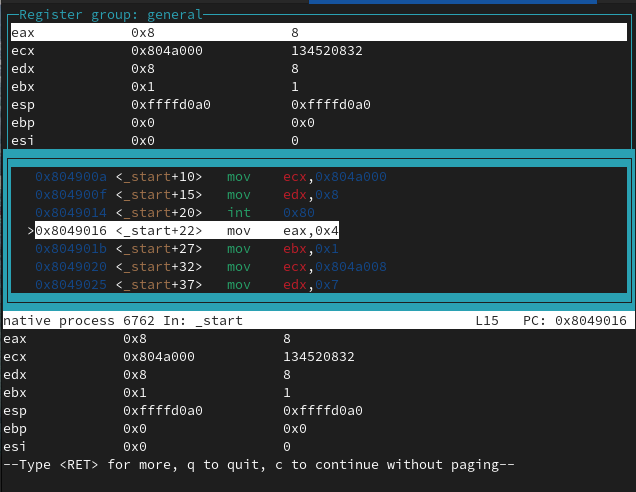 Register group: general
eax 0x8 8
ecx 0x804a000 134520832
edx 0x8 8
ebx 0x1 1
esp 0xffffd0a0 0xffffd0a0
ebp 0x0 0x0
esi 0x0 0
0x804900a <_start+10> mov ecx,0x804a000
0x804900f <_start+15> mov edx,0x8
0x8049014 <_start+20> int 0x80
>0x8049016 <_start+22> mov eax,0x4
0x804901b <_start+27> mov ebx,0x1
0x8049020 <_start+32> mov ecx,0x804a008
0x8049025 <_start+37> mov edx,0x7
native process 6762 In: _start L15 PC: 0x8049016
eax 0x8 8
ecx 0x804a000 134520832
edx 0x8 8
ebx 0x1 1
esp 0xffffd0a0 0xffffd0a0
ebp 0x0 0x0
esi 0x0 0
--Type <RET> for more, q to quit, c to continue without paging--